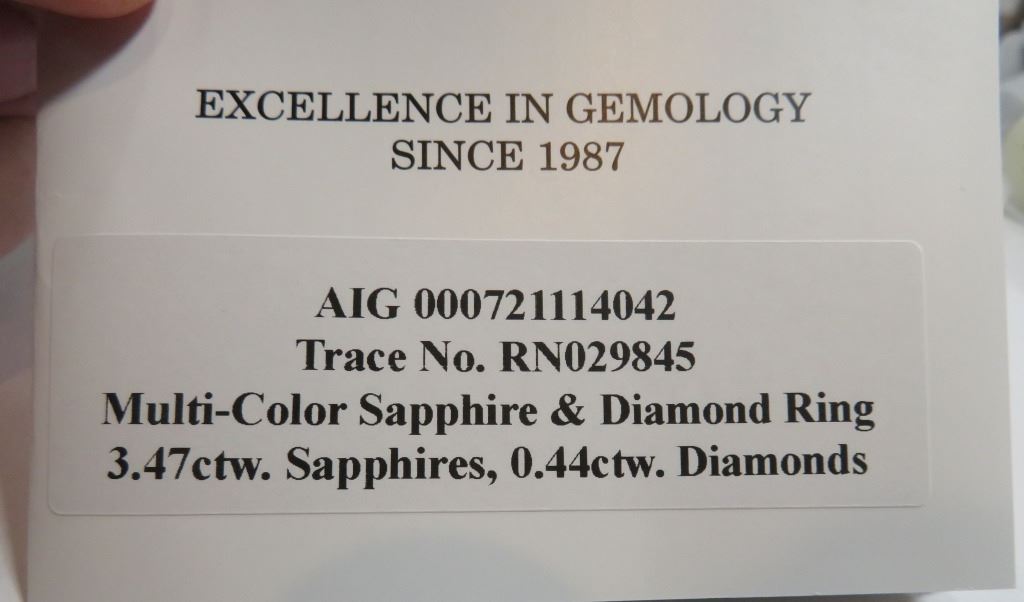 EXCELLENCE IN GEMOLOGY
SINCE 1987
AIG 000721114042
Trace No. RN029845
Multi-Color Sapphire & Diamond Ring
3.47ctw. Sapphires, 0.44ctw. Diamonds